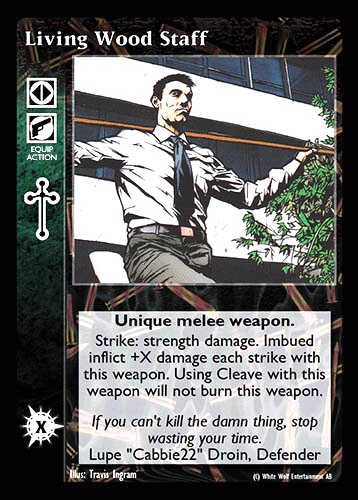 Living Wood Staff
EQUIP
ACTION
Unique melee weapon.
Strike: strength damage. Imbued
inflict +X damage each strike with
this weapon. Using Cleave with this
weapon will not burn this weapon.
If you can't kill the damn thing, stop
wasting your time.
Lupe "Cabbie22" Droin, Defender
X
Illus: Travis Ingram
(C) White Wolf Entertainment AB